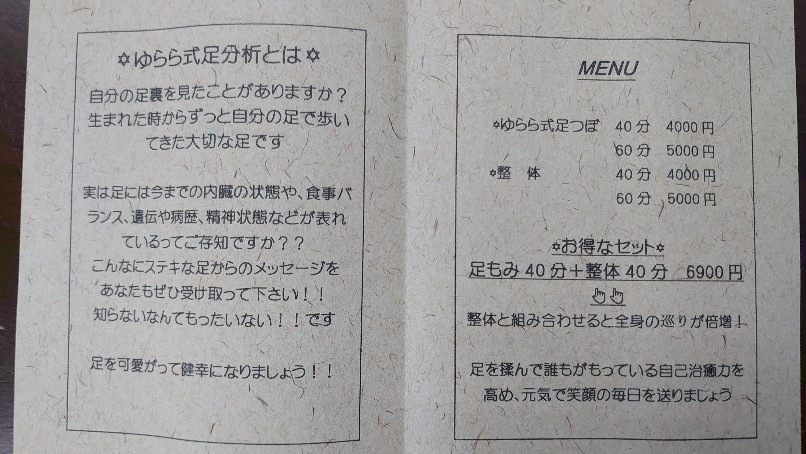 ✡ゆらら式足分析とは✡
自分の足裏を見たことがありますか？
生まれた時からずっと自分の足で歩い
てきた大切な足です
実は足には今までの内臓の状態や、食事バ
ランス、遺伝や病歴、精神状態などが表れ
ているってご存知ですか？？
こんなにステキな足からのメッセージを
あなたもぜひ受け取って下さい！！
知らないなんてもったいない！！です
足を可愛がって健幸になりましょう！！
MENU
✡ゆらら式足つぼ 40分 4000円
60分 5000円
✡整 体 40分 4000円
60分 5000円
✡お得なセット✡
足もみ40分＋整体40分 6900円
整体と組み合わせると全身の巡りが倍増！
足を揉んで誰もがもっている自己治癒力を
高め、元気で笑顔の毎日を送りましょう